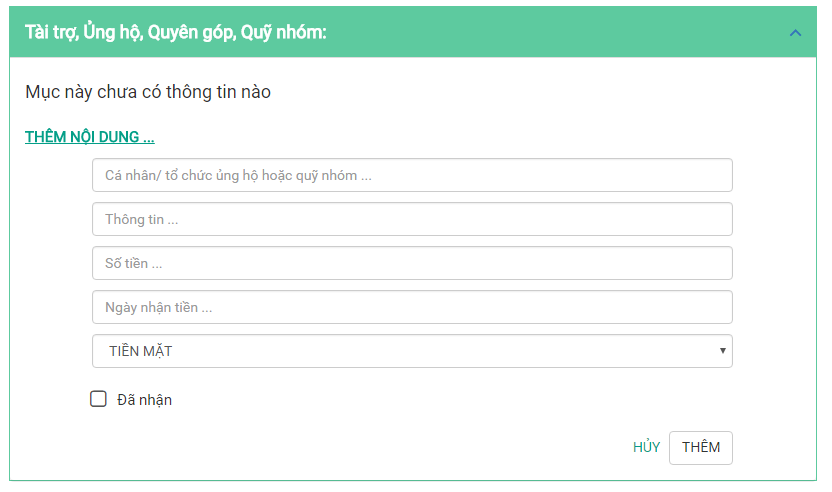 Tài trợ, Ủng hộ, Quyên góp, Quỹ nhóm:
Mục này chưa có thông tin nào
THÊM NỘI DUNG ...
Cá nhân/ tổ chức ủng hộ hoặc quỹ nhóm ...
Thông tin ...
Số tiền ...
Ngày nhận tiền ...
TIỀN MẶT
Đã nhận
HỦY THÊM